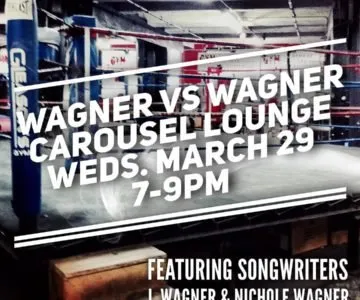 WAGNER VS WAGNER
CAROUSEL LOUNGE
WEDS. MARCH 29
7-9PM
FEATURING SONGWRITERS
J. WAGNER & NICHOLE WAGNER